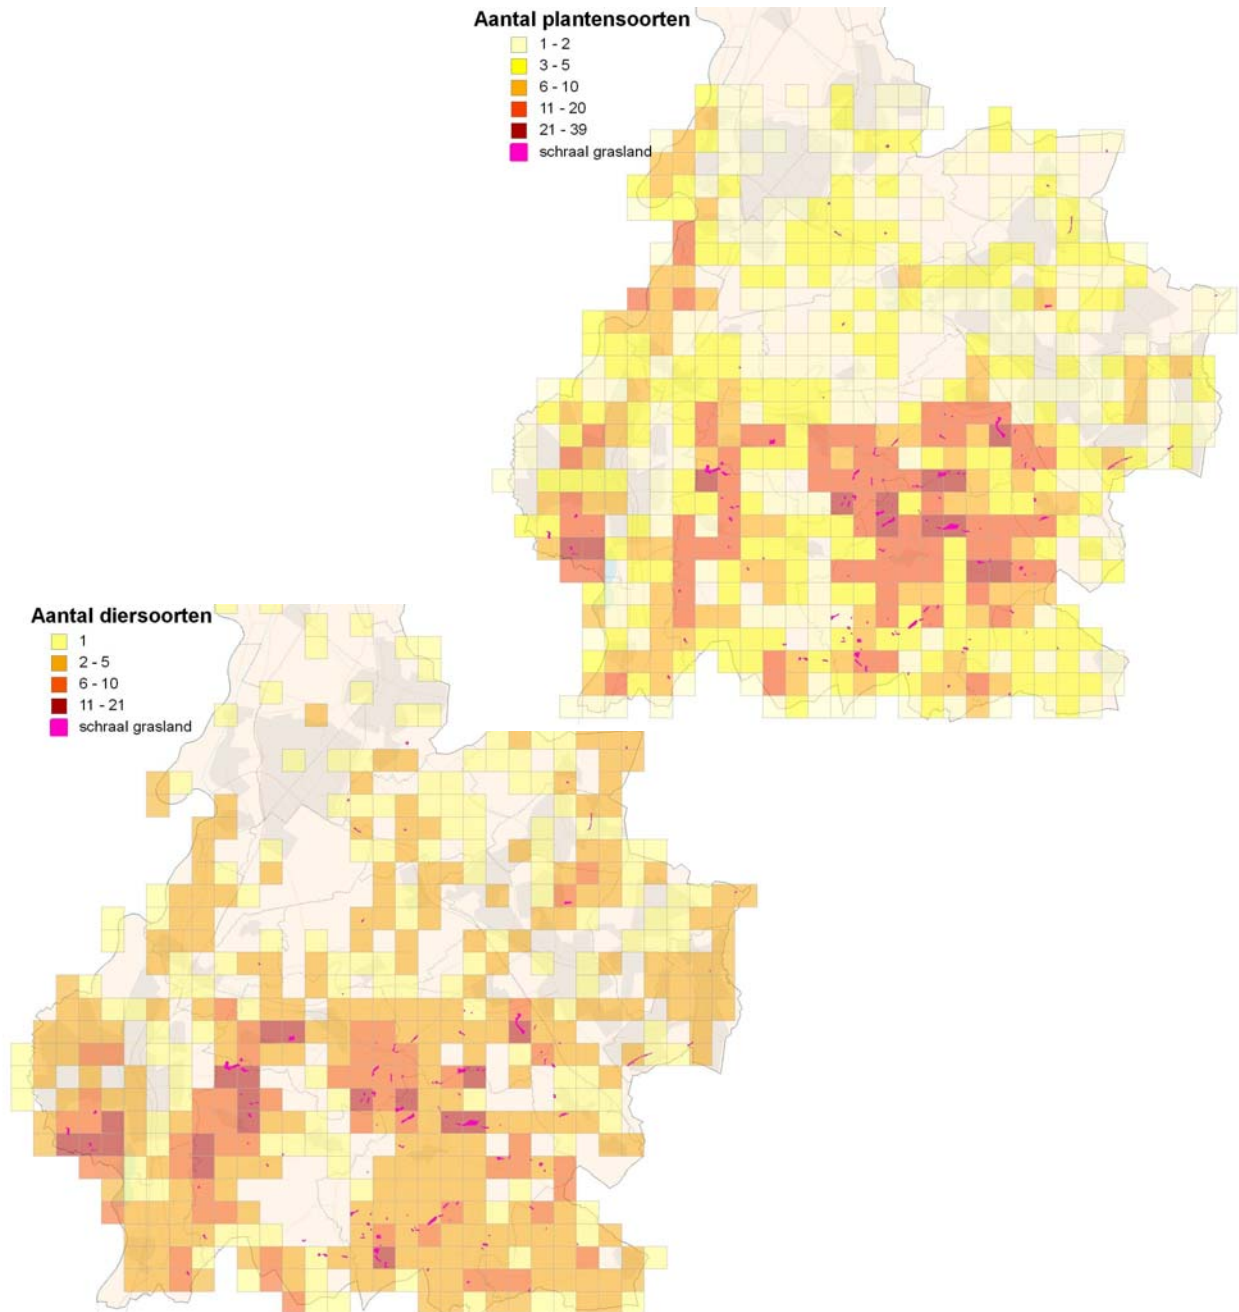 Aantal plantensoorten
1 - 2
3 - 5
6 - 10
11 - 20
21 - 39
schraal grasland
Aantal diersoorten
1
2 - 5
6 - 10
11 - 21
schraal grasland